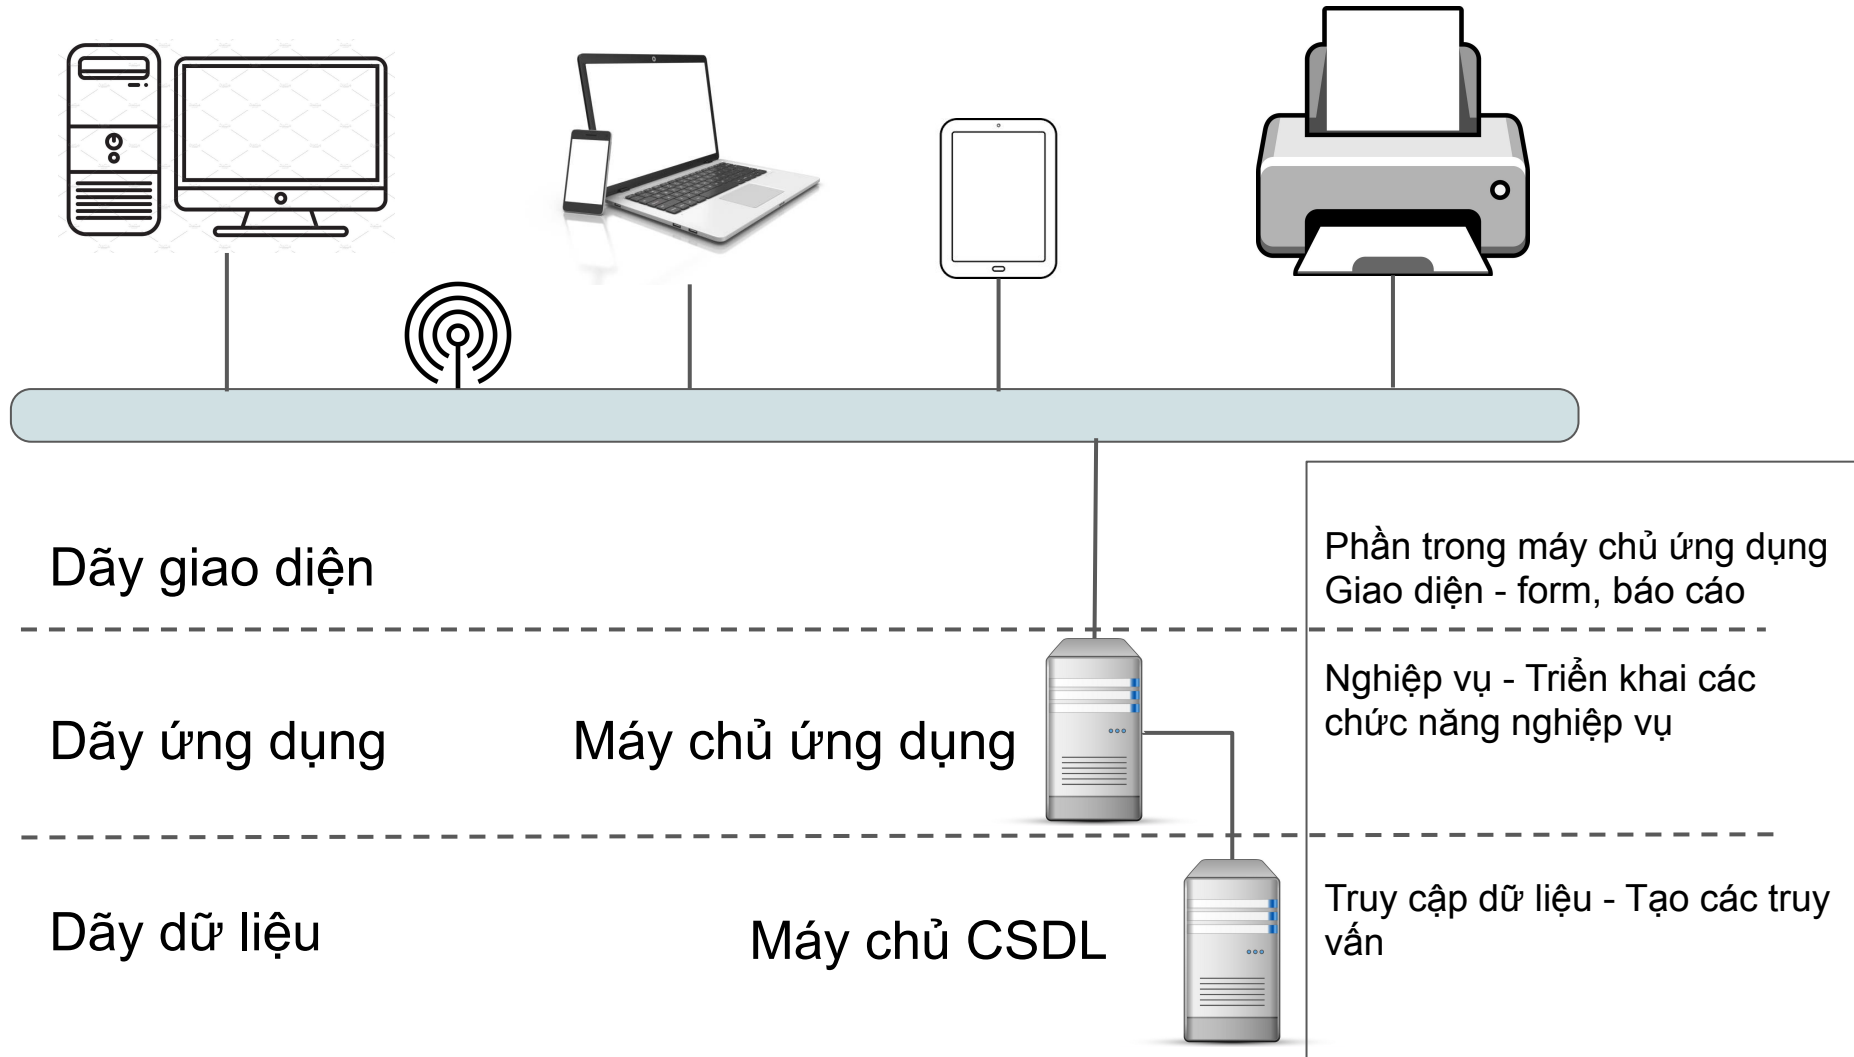 Dãy giao diện
Phần trong máy chủ ứng dụng
Giao diện - form, báo cáo
Dãy ứng dụng
Máy chủ ứng dụng
Nghiệp vụ - Triển khai các
chức năng nghiệp vụ
Dãy dữ liệu
Máy chủ CSDL
Truy cập dữ liệu - Tạo các truy
vấn